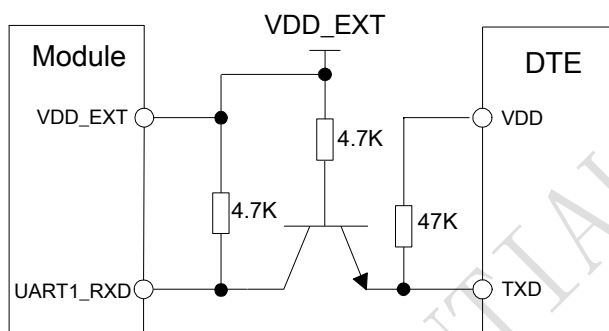 VDD_EXT
Module
DTE
VDD_EXT
VDD
4.7K
4.7K
47K
UART1_RXD
TXD